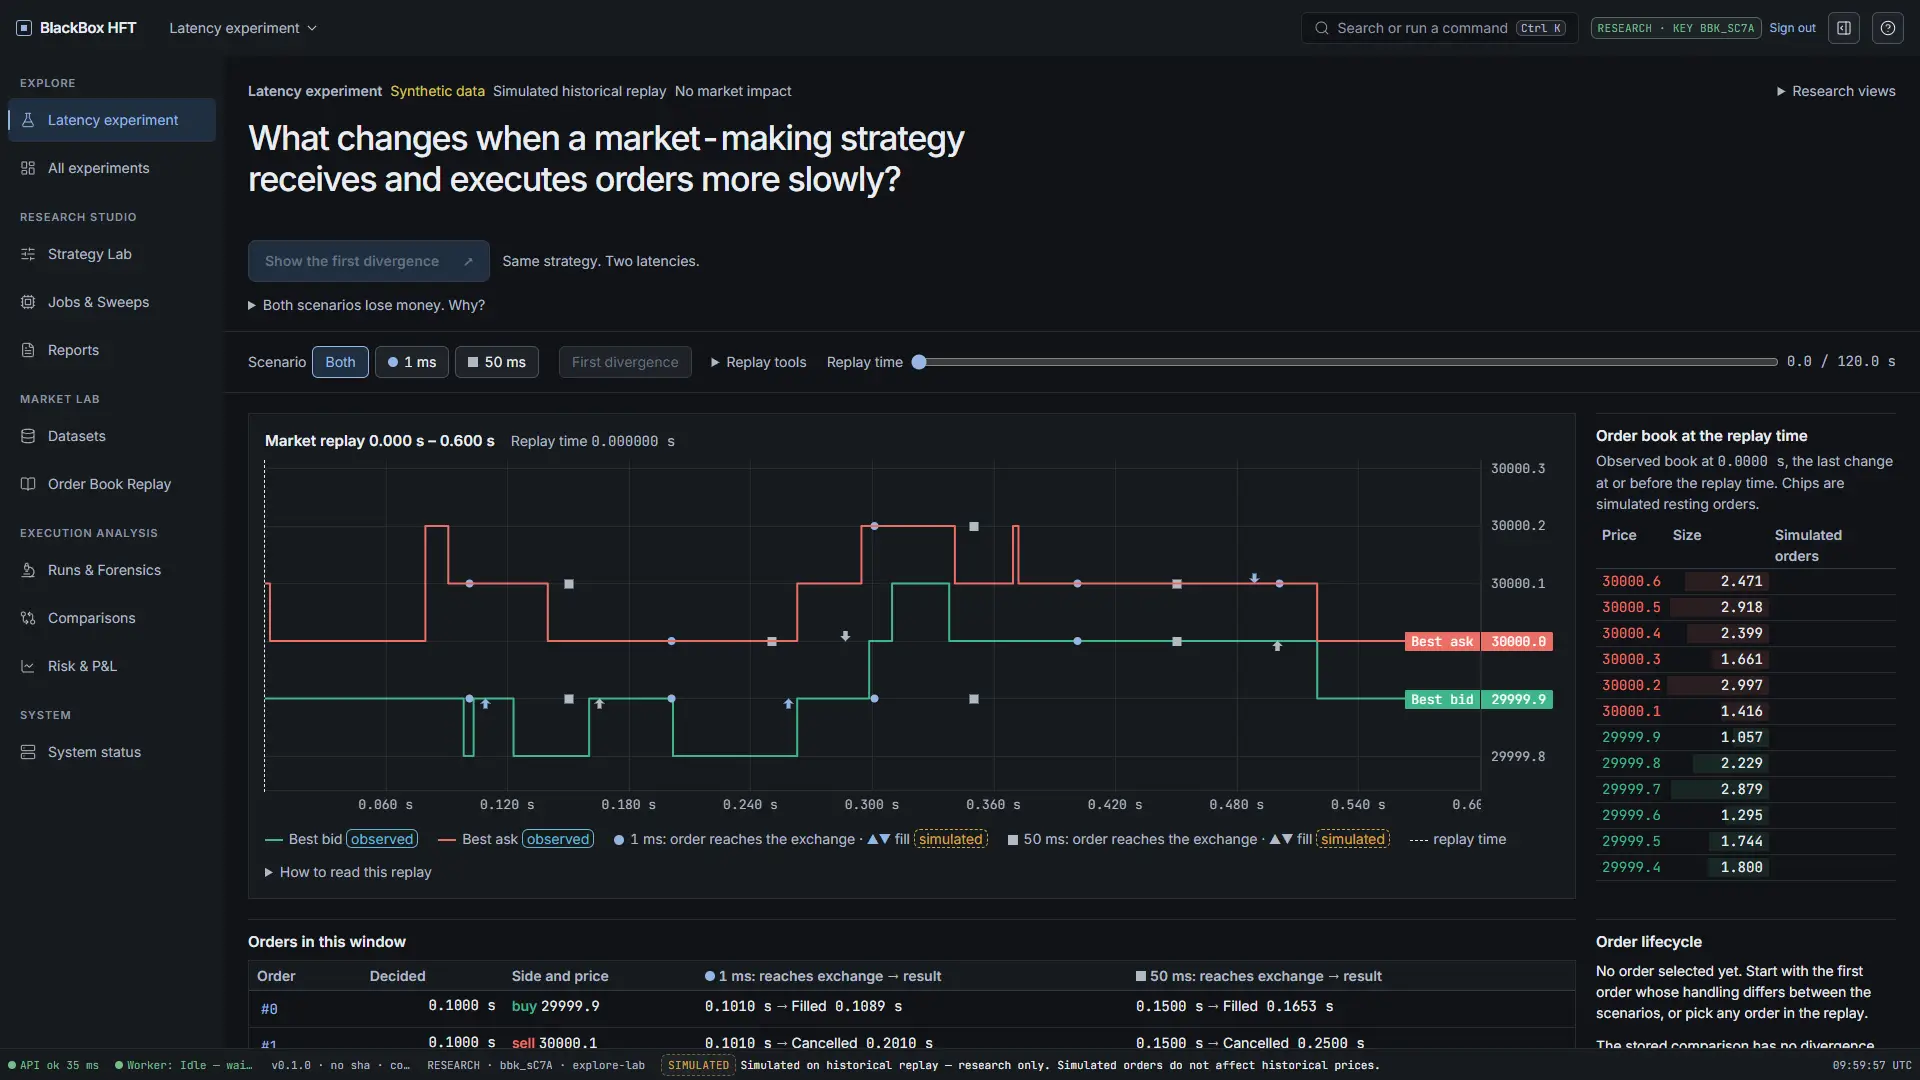 BlackBox HFT
Latency experiment
Search or run a command Ctrl K
RESEARCH · KEY BBK_SC7A
Sign out
EXPLORE
Latency experiment
All experiments
RESEARCH STUDIO
Strategy Lab
Jobs & Sweeps
Reports
MARKET LAB
Datasets
Order Book Replay
EXECUTION ANALYSIS
Runs & Forensics
Comparisons
Risk & P&L
SYSTEM
System status
Latency experiment Synthetic data Simulated historical replay No market impact
Research views
What changes when a market-making strategy
receives and executes orders more slowly?
Show the first divergence ↗
Same strategy. Two latencies.
Both scenarios lose money. Why?
Scenario Both 1 ms 50 ms First divergence Replay tools Replay time 0.0 / 120.0 s
Market replay 0.000 s – 0.600 s Replay time 0.000000 s
30000.3
30000.2
30000.1
Best ask 30000.0
Best bid 29999.9
29999.8
0.060 s 0.120 s 0.180 s 0.240 s 0.300 s 0.360 s 0.420 s 0.480 s 0.540 s 0.60
Best bid observed Best ask observed 1 ms: order reaches the exchange · ▲▼ fill simulated 50 ms: order reaches the exchange · ▲▼ fill simulated replay time
How to read this replay
Order book at the replay time
Observed book at 0.0000 s, the last change
at or before the replay time. Chips are
simulated resting orders.
Price Size Simulated
orders
30000.6 2.471
30000.5 2.918
30000.4 2.399
30000.3 1.661
30000.2 2.997
30000.1 1.416
29999.9 1.057
29999.8 2.229
29999.7 2.879
29999.6 1.295
29999.5 1.744
29999.4 1.800
Orders in this window
Order Decided Side and price 1 ms: reaches exchange → result 50 ms: reaches exchange → result
#0 0.1000 s buy 29999.9 0.1010 s → Filled 0.1089 s 0.1500 s → Filled 0.1653 s
#1 0.1000 s sell 30000.1 0.1010 s → Cancelled 0.2010 s 0.1500 s → Cancelled 0.2500 s
Order lifecycle
No order selected yet. Start with the first
order whose handling differs between the
scenarios, or pick any order in the replay.
The stored comparison has no divergence
API ok 35 ms Worker: Idle — wai… v0.1.0 · no sha · co… RESEARCH · bbk_sC7A · explore-lab SIMULATED Simulated on historical replay — research only. Simulated orders do not affect historical prices. 09:59:57 UTC